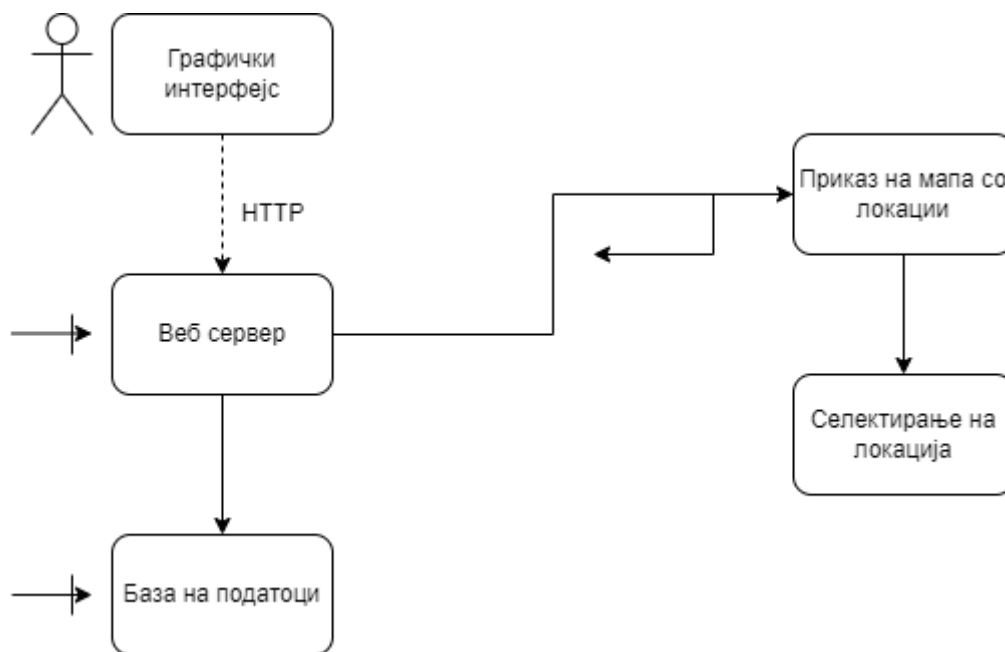 Графички
интерфејс
HTTP
Приказ на мапа со
локации
Веб сервер
Селектирање на
локација
База на податоци